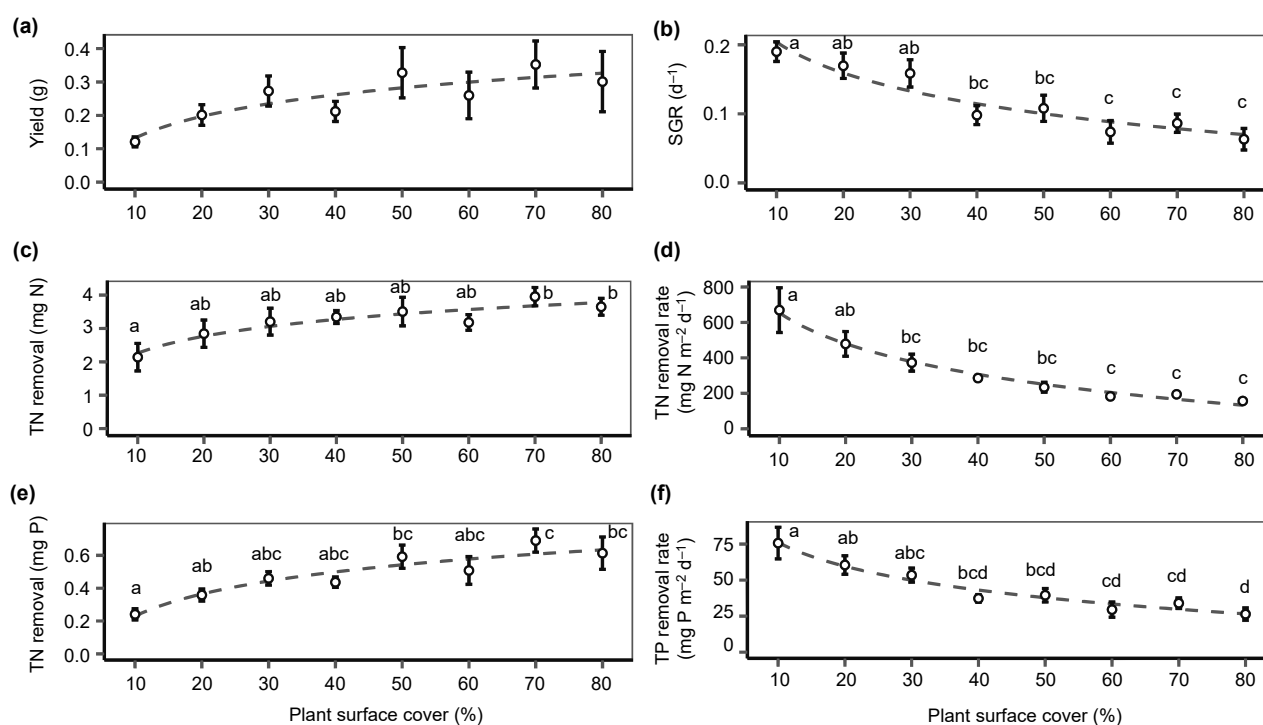 (a)
Yield (g)
0.4
0.3
0.2
0.1
0.0
10 20 30 40 50 60 70 80
(b)
SGR (d⁻¹)
0.2
0.1
0.0
a ab ab bc bc c c c
10 20 30 40 50 60 70 80
(c)
TN removal (mg N)
4
3
2
1
0
a ab ab ab ab ab b b
10 20 30 40 50 60 70 80
(d)
TN removal rate
(mg N m⁻² d⁻¹)
800
600
400
200
0
a ab bc bc bc c c c
10 20 30 40 50 60 70 80
(e)
TN removal (mg P)
0.6
0.4
0.2
0.0
a ab abc abc bc abc c bc
10 20 30 40 50 60 70 80
Plant surface cover (%)
(f)
TP removal rate
(mg P m⁻² d⁻¹)
75
50
25
0
a ab abc bcd bcd cd cd d
10 20 30 40 50 60 70 80
Plant surface cover (%)